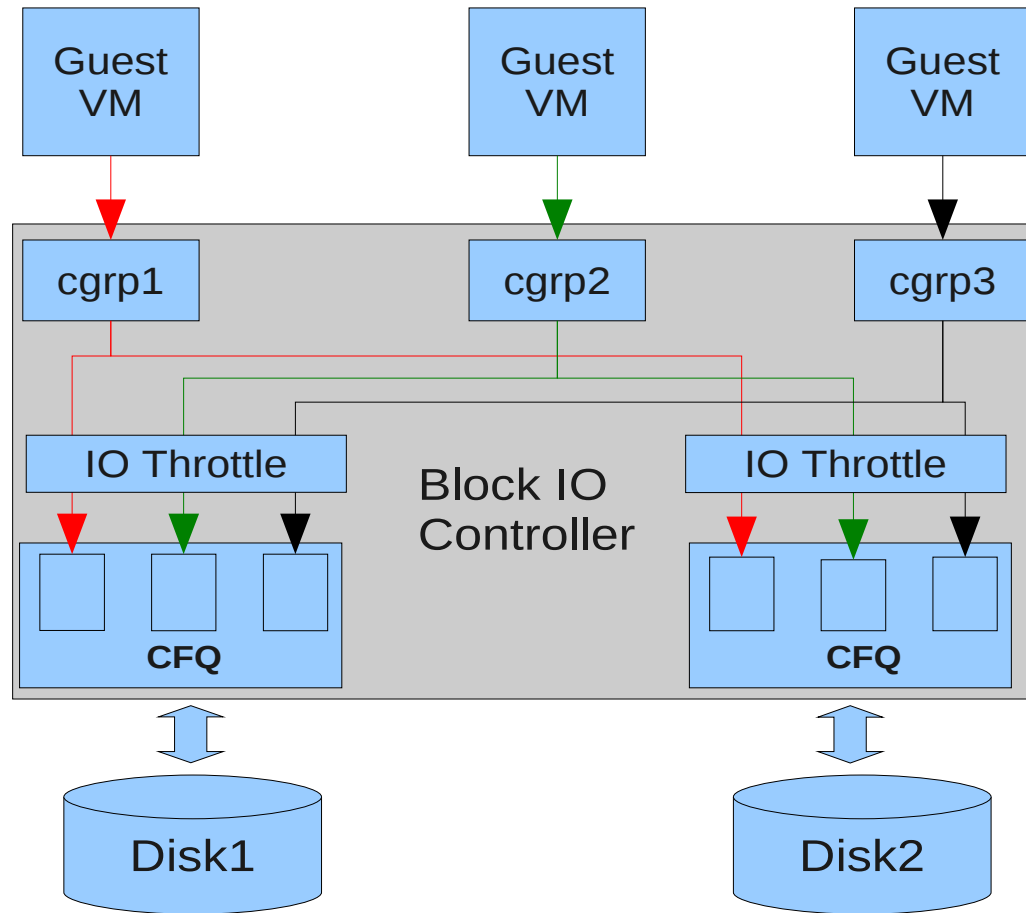 Guest
VM
Guest
VM
Guest
VM
cgrp1
cgrp2
cgrp3
IO Throttle
IO Throttle
Block IO
Controller
CFQ
CFQ
Disk1
Disk2